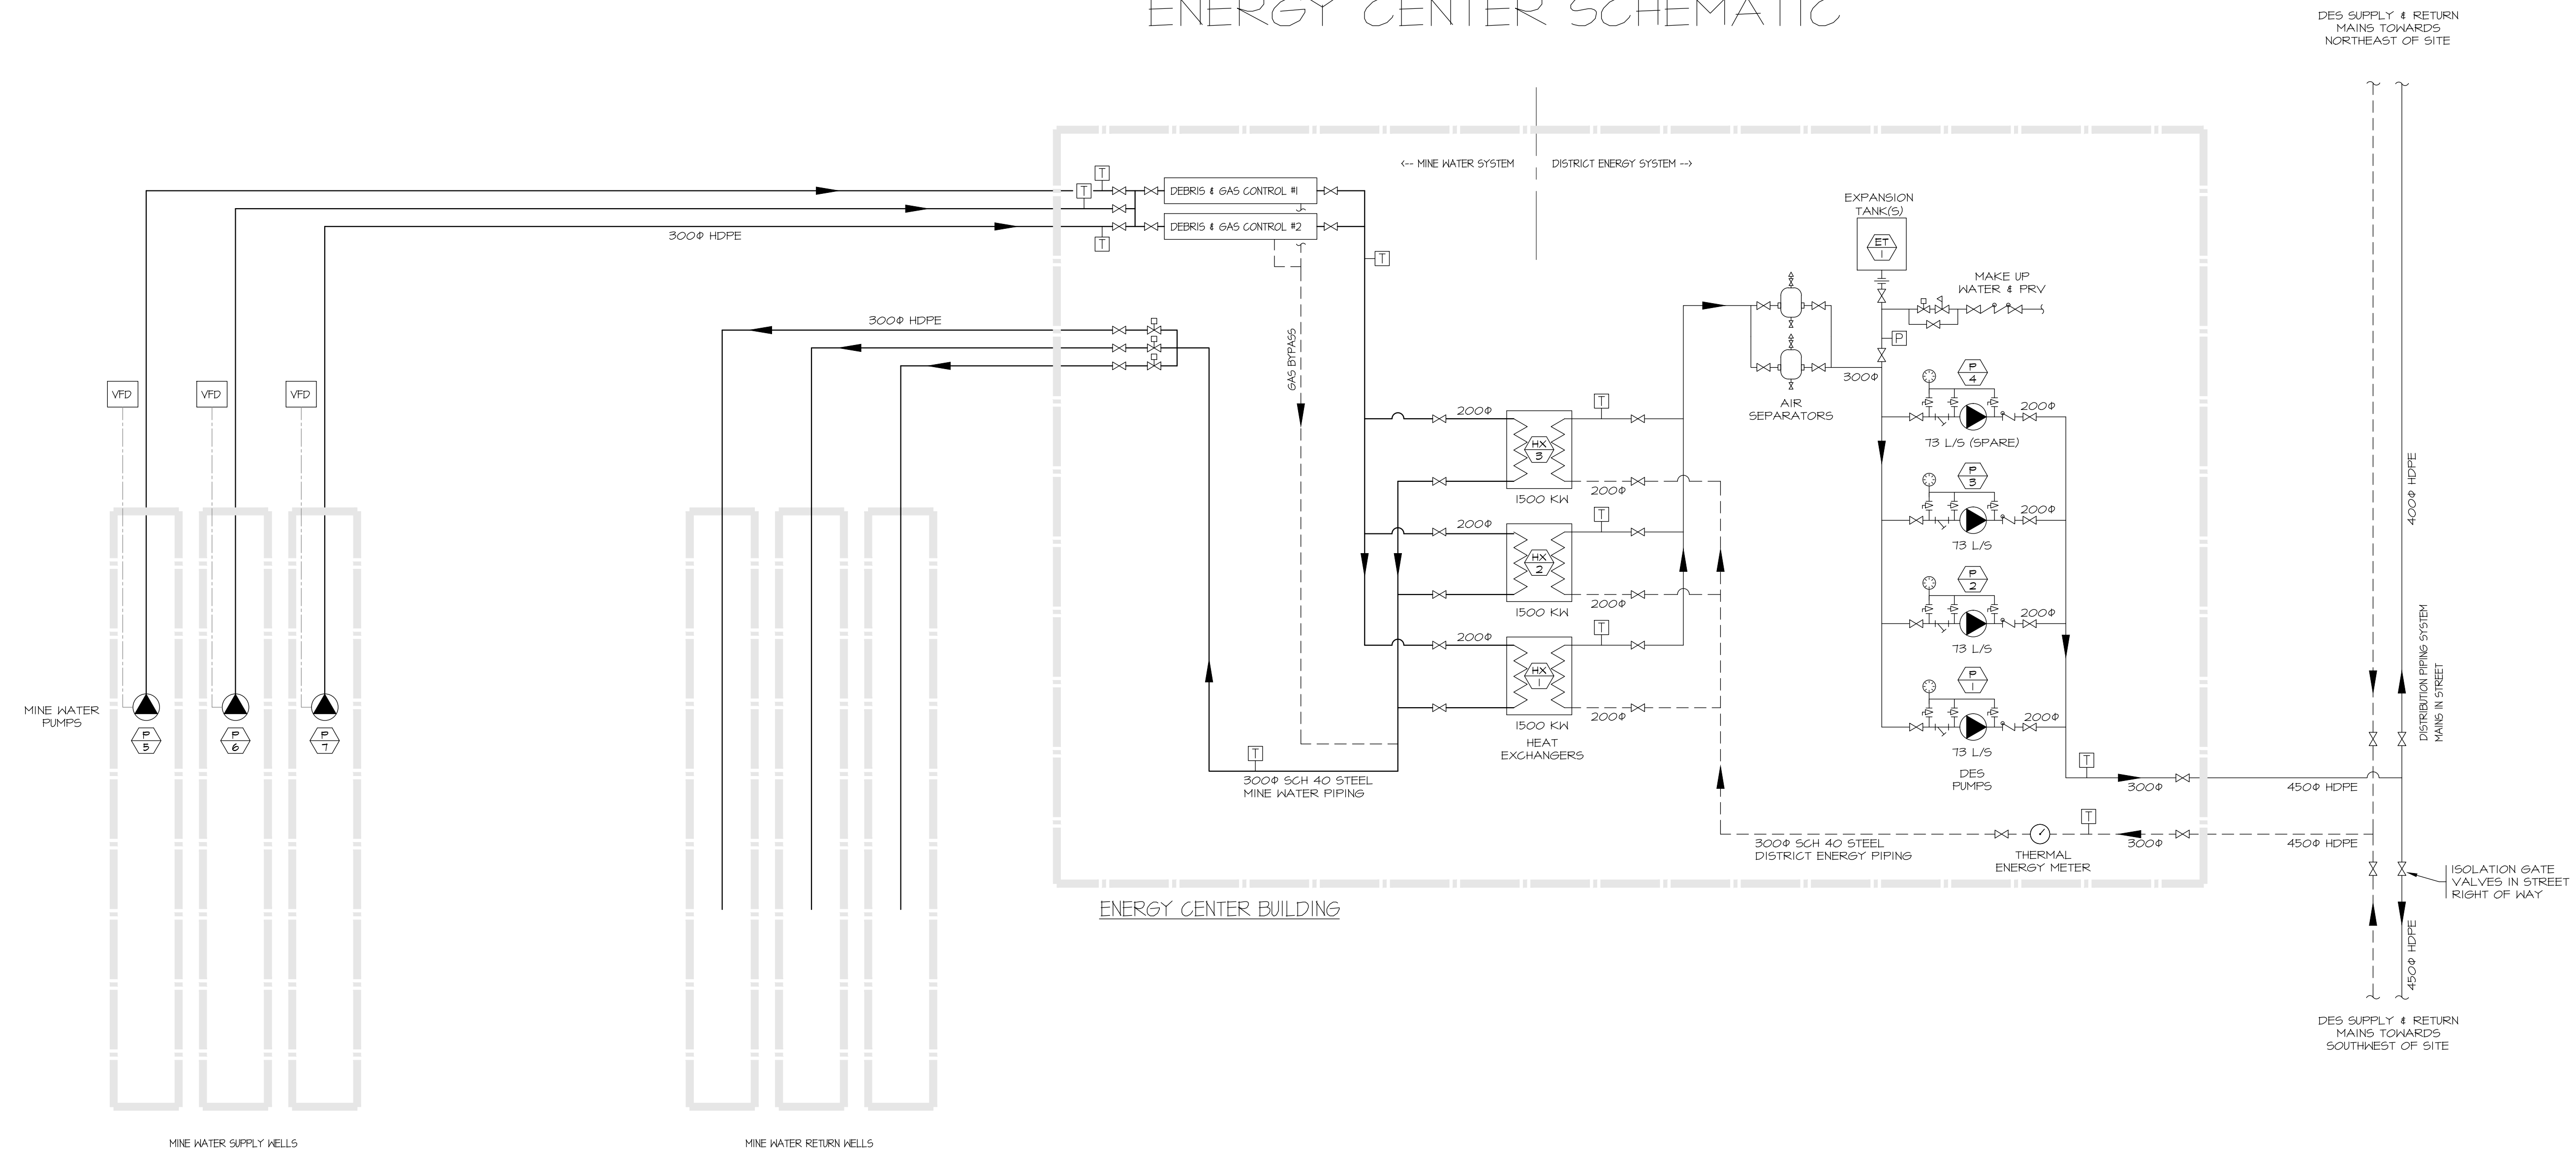 ENERGY CENTER SCHEMATIC
DES SUPPLY & RETURN
MAINS TOWARDS
NORTHEAST OF SITE
<-- MINE WATER SYSTEM
DISTRICT ENERGY SYSTEM -->
T
T
DEBRIS & GAS CONTROL #1
DEBRIS & GAS CONTROL #2
T
T
300Φ HDPE
EXPANSION
TANK(S)
ET
1
MAKE UP
WATER & PRV
P
300Φ HDPE
GAS BYPASS
AIR
SEPARATORS
300Φ
VFD
VFD
VFD
P
4
200Φ
73 L/S (SPARE)
P
3
200Φ
73 L/S
P
2
200Φ
73 L/S
P
1
200Φ
73 L/S
DES
PUMPS
200Φ
T
HX
3
1500 KW
200Φ
200Φ
T
HX
2
1500 KW
200Φ
200Φ
T
HX
1
1500 KW
200Φ
HEAT
EXCHANGERS
MINE WATER
PUMPS
P
5
P
6
P
7
T
300Φ SCH 40 STEEL
MINE WATER PIPING
T
300Φ
450Φ HDPE
T
300Φ
450Φ HDPE
300Φ SCH 40 STEEL
DISTRICT ENERGY PIPING
THERMAL
ENERGY METER
400Φ HDPE
DISTRIBUTION PIPING SYSTEM
MAINS IN STREET
ISOLATION GATE
VALVES IN STREET
RIGHT OF WAY
450Φ HDPE
ENERGY CENTER BUILDING
DES SUPPLY & RETURN
MAINS TOWARDS
SOUTHWEST OF SITE
MINE WATER SUPPLY WELLS
MINE WATER RETURN WELLS